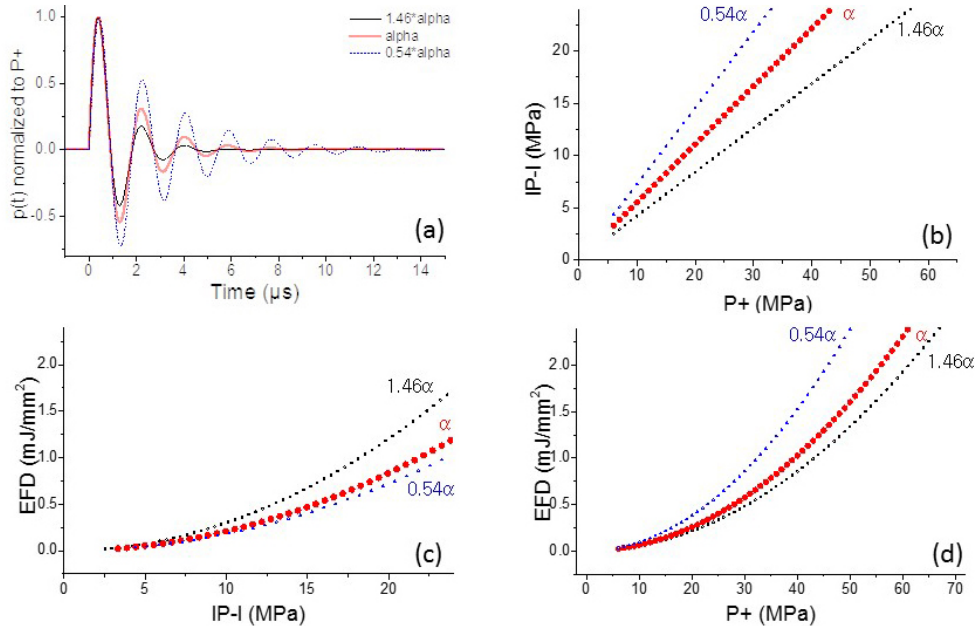 1.0
0.5
0.0
-0.5
p(t) normalized to P+
1.46*alpha
alpha
0.54*alpha
(a)
0 2 4 6 8 10 12 14
Time (µs)
20
15
10
5
0
IP-I (MPa)
0.54α
α
1.46α
(b)
0 10 20 30 40 50 60
P+ (MPa)
2.0
1.5
1.0
0.5
0.0
EFD (mJ/mm²)
1.46α
α
0.54α
(c)
0 5 10 15 20
IP-I (MPa)
2.0
1.5
1.0
0.5
0.0
EFD (mJ/mm²)
0.54α
α
1.46α
(d)
0 10 20 30 40 50 60 70
P+ (MPa)